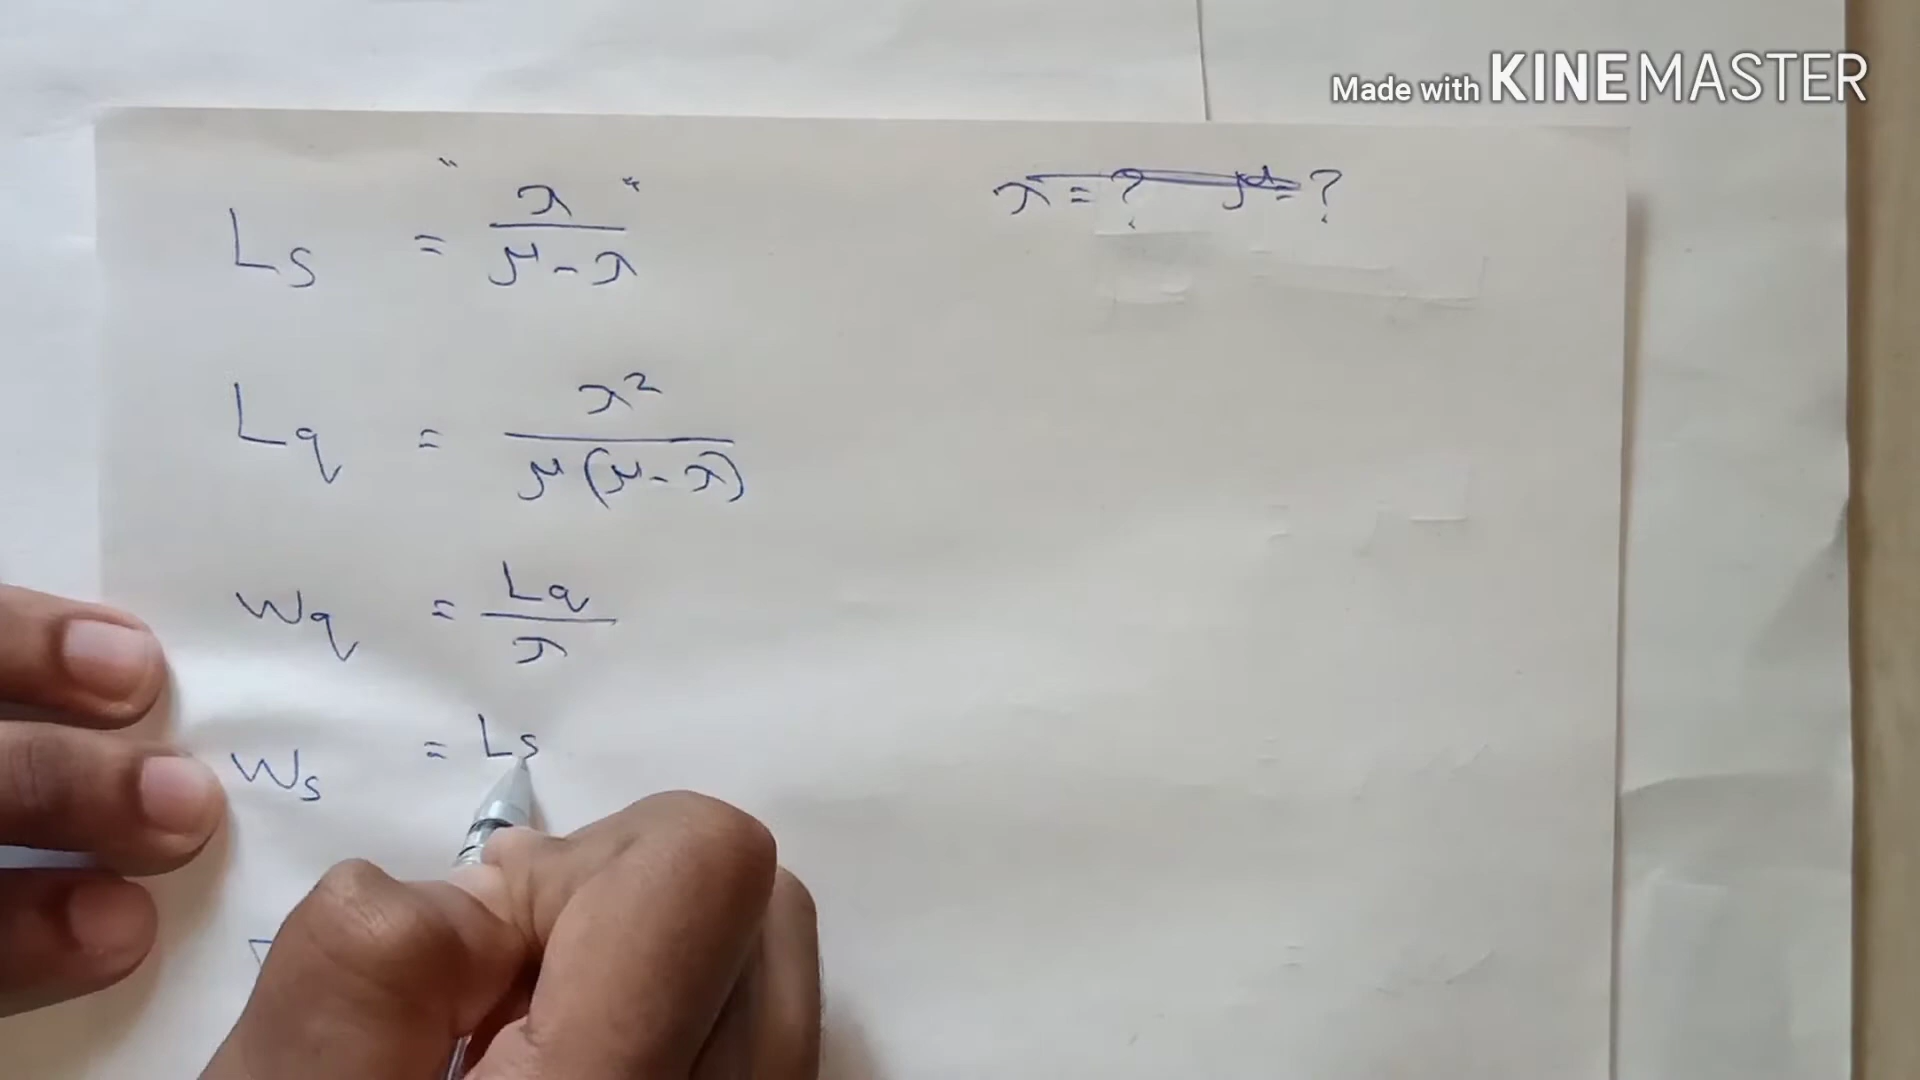 Made with KINEMASTER
λ = ? μ = ?
Ls = λ / μ - λ
Lq = λ² / μ(μ - λ)
Wq = Lq / λ
Ws = Ls